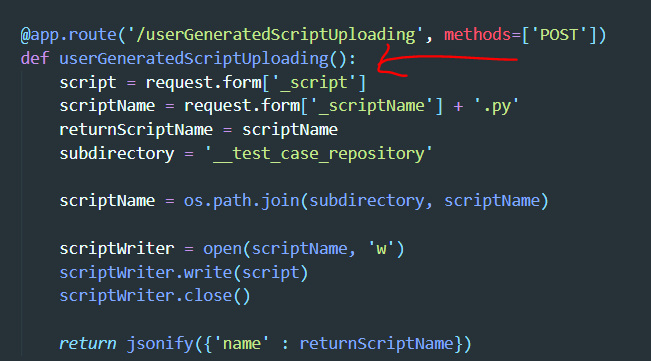 @app.route('/userGeneratedScriptUploading', methods=['POST'])
def userGeneratedScriptUploading():
    script = request.form['_script']
    scriptName = request.form['_scriptName'] + '.py'
    returnScriptName = scriptName
    subdirectory = '__test_case_repository'

    scriptName = os.path.join(subdirectory, scriptName)

    scriptWriter = open(scriptName, 'w')
    scriptWriter.write(script)
    scriptWriter.close()

    return jsonify({'name' : returnScriptName})